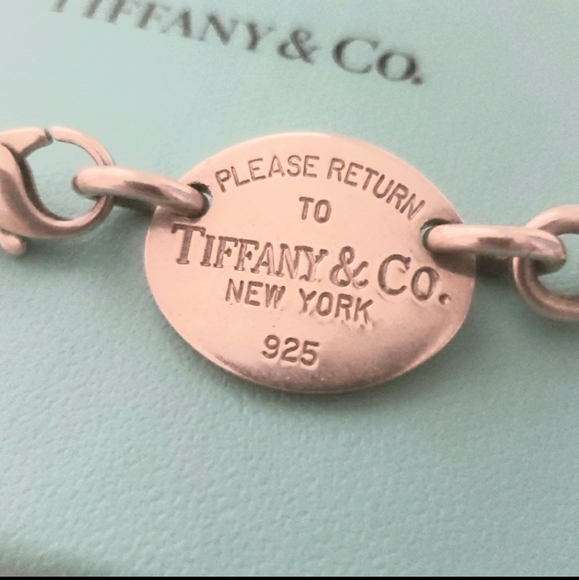 TIFFANY & CO.
PLEASE RETURN
TO
TIFFANY & CO.
NEW YORK
925